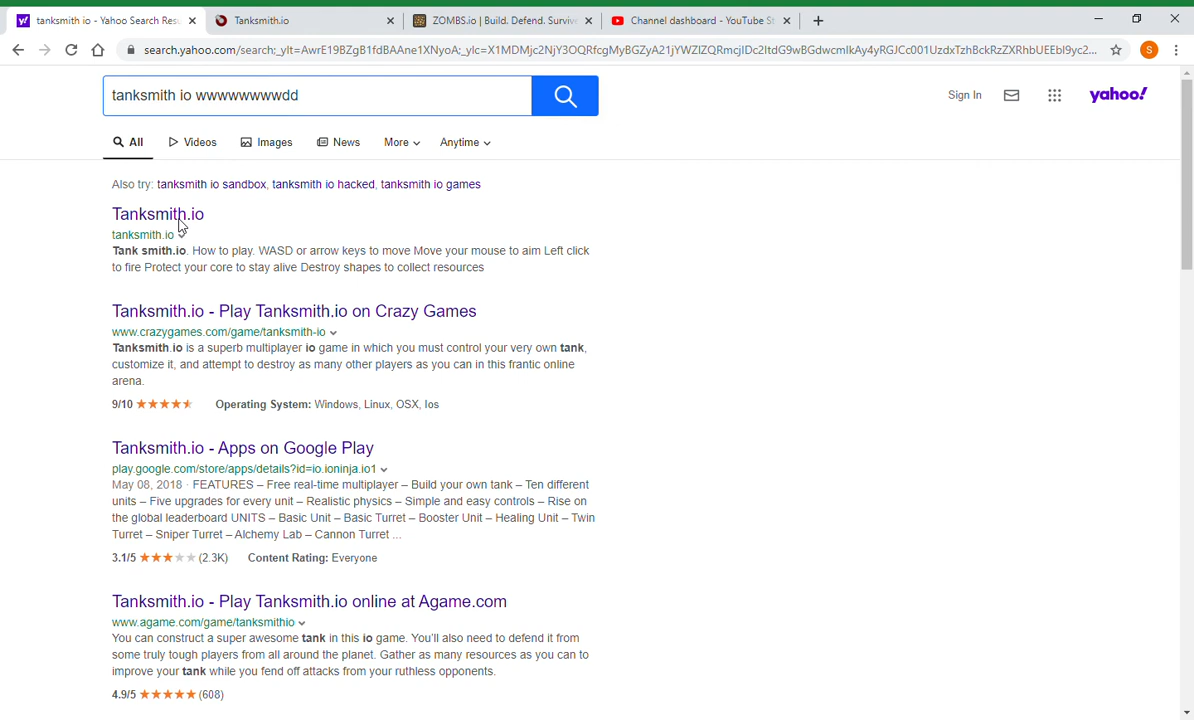 tanksmith io - Yahoo Search Res
Tanksmith.io
ZOMBS.io | Build. Defend. Survive
Channel dashboard - YouTube St
S
yahoo!
tanksmith io wwwwwwwwdd
Sign In
All
Videos
Images
News
More
Anytime
Also try: tanksmith io sandbox, tanksmith io hacked, tanksmith io games
Tanksmith.io
tanksmith.io
Tank smith.io. How to play. WASD or arrow keys to move Move your mouse to aim Left click
to fire Protect your core to stay alive Destroy shapes to collect resources
Tanksmith.io - Play Tanksmith.io on Crazy Games
www.crazygames.com/game/tanksmith-io
Tanksmith.io is a superb multiplayer io game in which you must control your very own tank,
customize it, and attempt to destroy as many other players as you can in this frantic online
arena.
9/10 Operating System: Windows, Linux, OSX, Ios
Tanksmith.io - Apps on Google Play
play.google.com/store/apps/details?id=io.ioninja.io1
May 08, 2018 · FEATURES – Free real-time multiplayer – Build your own tank – Ten different
units – Five upgrades for every unit – Realistic physics – Simple and easy controls – Rise on
the global leaderboard UNITS – Basic Unit – Basic Turret – Booster Unit – Healing Unit – Twin
Turret – Sniper Turret – Alchemy Lab – Cannon Turret ...
3.1/5 (2.3K) Content Rating: Everyone
Tanksmith.io - Play Tanksmith.io online at Agame.com
www.agame.com/game/tanksmithio
You can construct a super awesome tank in this io game. You'll also need to defend it from
some truly tough players from all around the planet. Gather as many resources as you can to
improve your tank while you fend off attacks from your ruthless opponents.
4.9/5 (608)